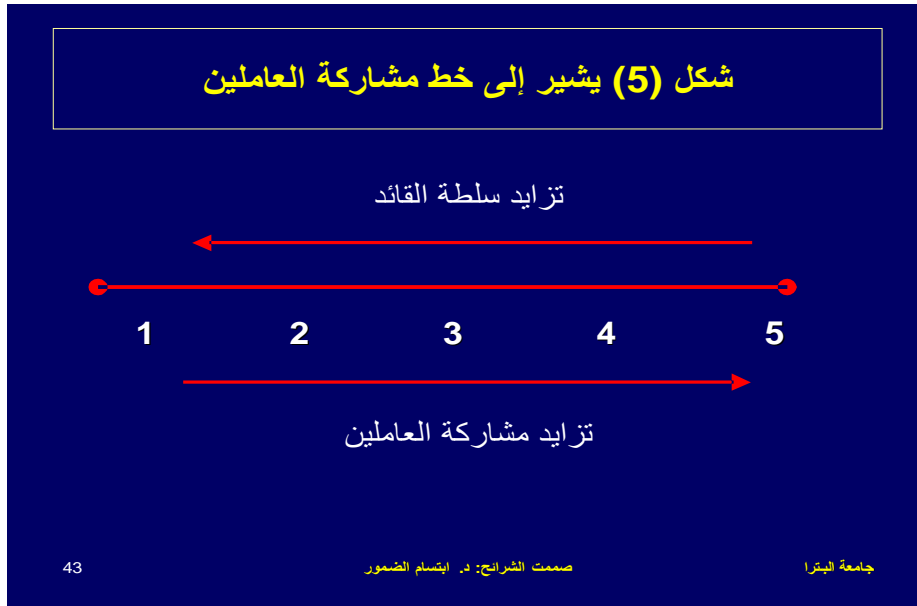 شكل (5) يشير إلى خط مشاركة العاملين
تزايد سلطة القائد
1 2 3 4 5
تزايد مشاركة العاملين
جامعة البترا
صممت الشرائح: د. ابتسام الضمور
43